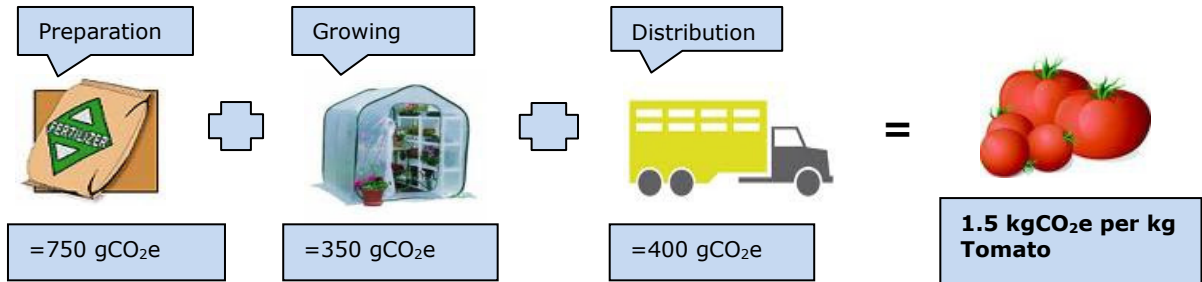 Preparation
Growing
Distribution
FERTILIZER
=
=750 gCO₂e
=350 gCO₂e
=400 gCO₂e
1.5 kgCO₂e per kg
Tomato